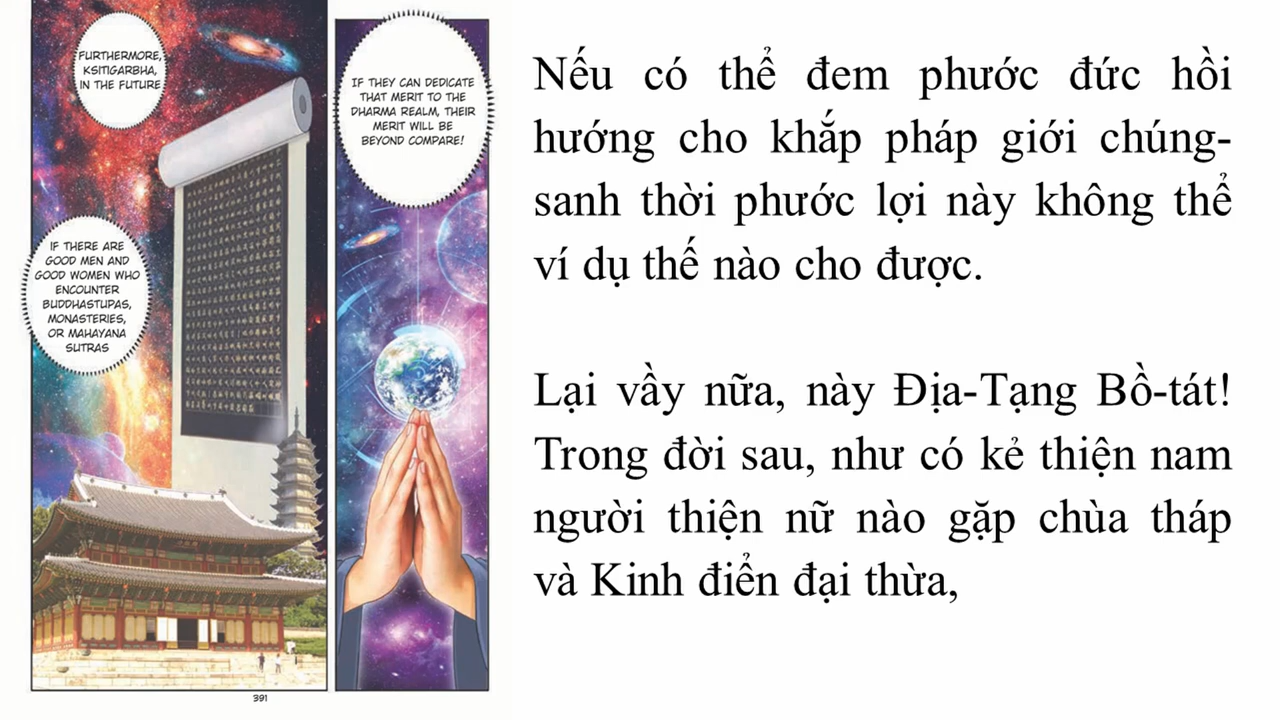 FURTHERMORE,
KSITIGARBHA,
IN THE FUTURE
IF THERE ARE
GOOD MEN AND
GOOD WOMEN WHO
ENCOUNTER
BUDDHASTUPAS,
MONASTERIES,
OR MAHAYANA
SUTRAS
391
IF THEY CAN DEDICATE
THAT MERIT TO THE
DHARMA REALM, THEIR
MERIT WILL BE
BEYOND COMPARE!
Nếu có thể đem phước đức hồi
hướng cho khắp pháp giới chúng-
sanh thời phước lợi này không thể
ví dụ thế nào cho được.
Lại vầy nữa, này Địa-Tạng Bồ-tát!
Trong đời sau, như có kẻ thiện nam
người thiện nữ nào gặp chùa tháp
và Kinh điển đại thừa,